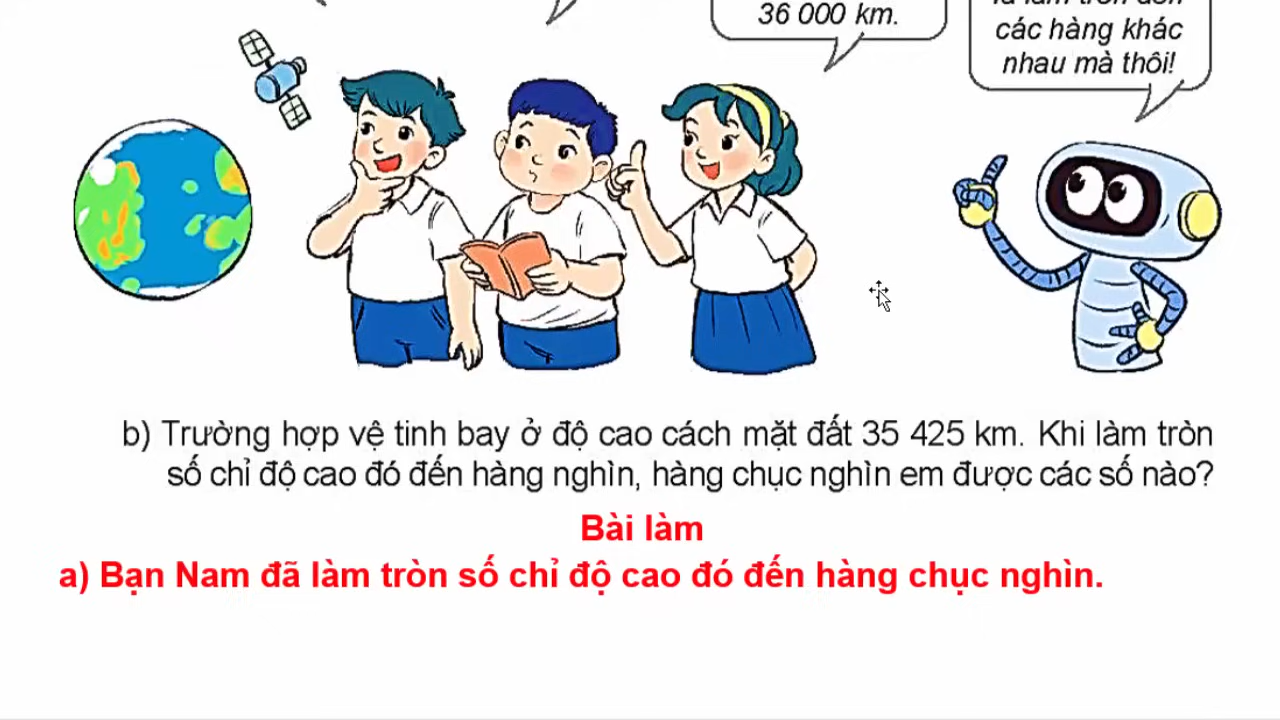 36 000 km.
các hàng khác
nhau mà thôi!
b) Trường hợp vệ tinh bay ở độ cao cách mặt đất 35 425 km. Khi làm tròn
số chỉ độ cao đó đến hàng nghìn, hàng chục nghìn em được các số nào?
Bài làm
a) Bạn Nam đã làm tròn số chỉ độ cao đó đến hàng chục nghìn.